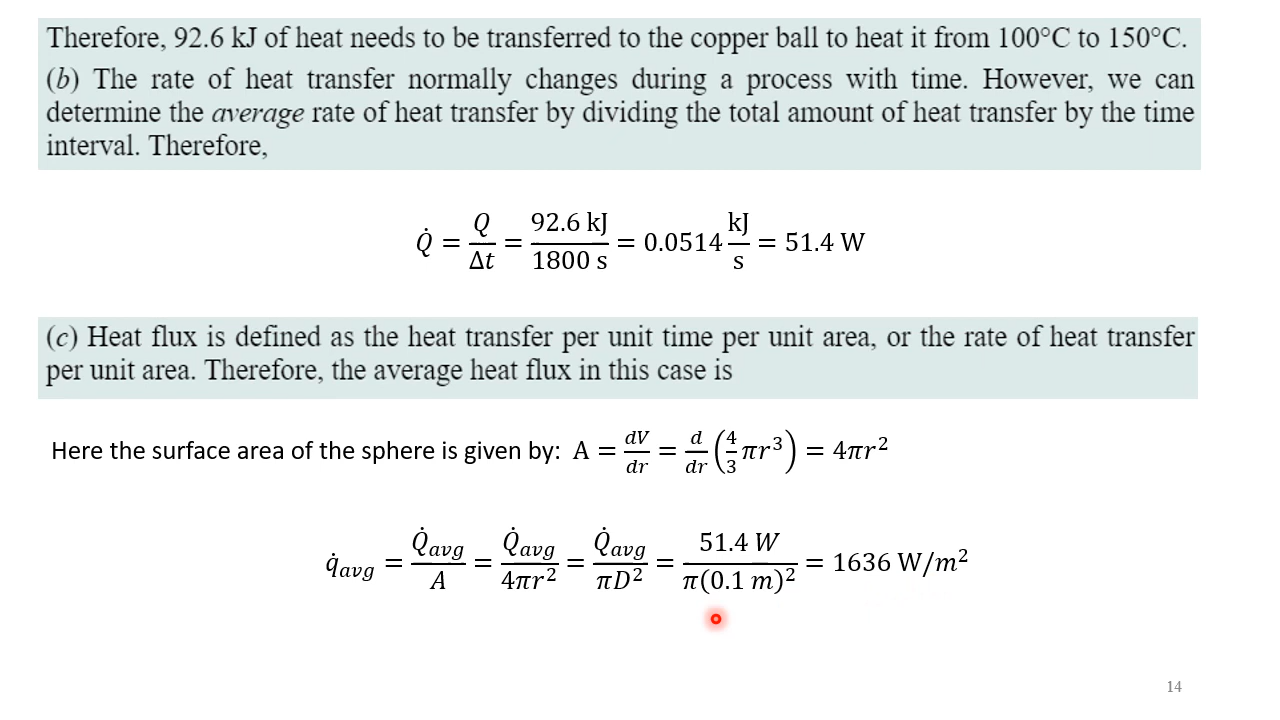 Therefore, 92.6 kJ of heat needs to be transferred to the copper ball to heat it from 100°C to 150°C.
(b) The rate of heat transfer normally changes during a process with time. However, we can
determine the average rate of heat transfer by dividing the total amount of heat transfer by the time
interval. Therefore,
Q̇ = Q/Δt = 92.6 kJ/1800 s = 0.0514 kJ/s = 51.4 W
(c) Heat flux is defined as the heat transfer per unit time per unit area, or the rate of heat transfer
per unit area. Therefore, the average heat flux in this case is
Here the surface area of the sphere is given by: A = dV/dr = d/dr (4/3 πr³) = 4πr²
q̇avg = Q̇avg/A = Q̇avg/4πr² = Q̇avg/πD² = 51.4 W/π(0.1 m)² = 1636 W/m²
14